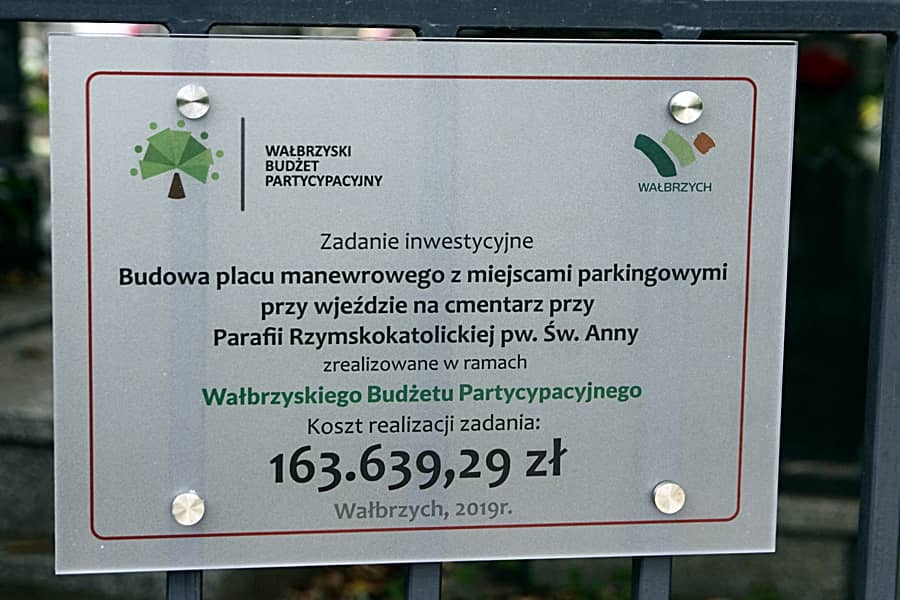 WAŁBRZYSKI
BUDŻET
PARTYCYPACYJNY
WAŁBRZYCH
Zadanie inwestycyjne
Budowa placu manewrowego z miejscami parkingowymi
przy wjeździe na cmentarz przy
Parafii Rzymskokatolickiej pw. Św. Anny
zrealizowane w ramach
Wałbrzyskiego Budżetu Partycypacyjnego
Koszt realizacji zadania:
163.639,29 zł
Wałbrzych, 2019r.